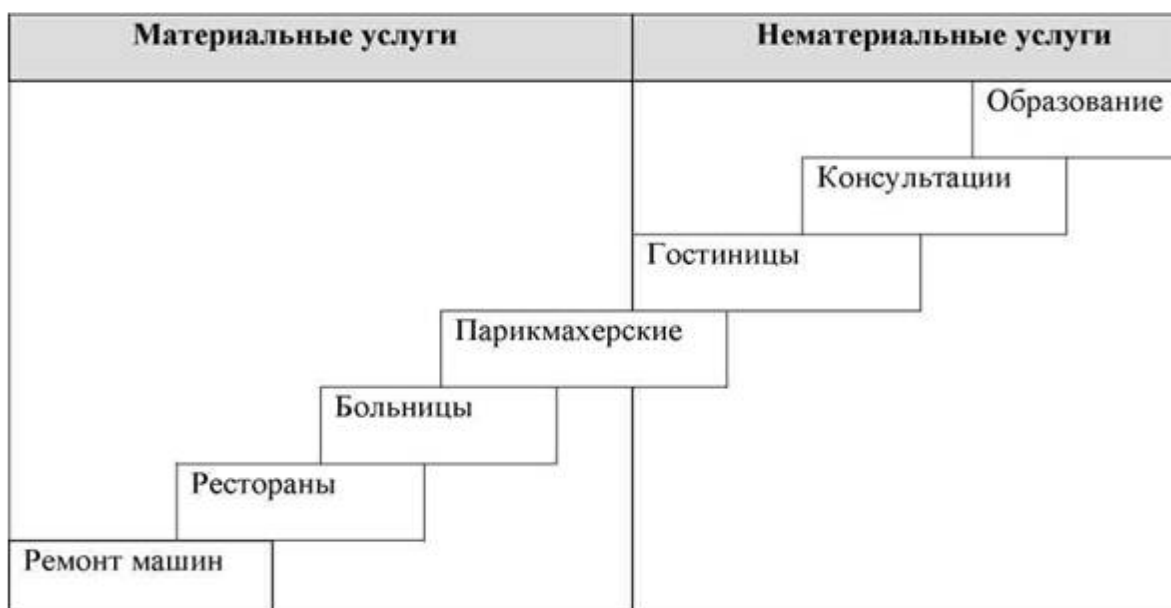 Материальные услуги
Нематериальные услуги
Образование
Консультации
Гостиницы
Парикмахерские
Больницы
Рестораны
Ремонт машин